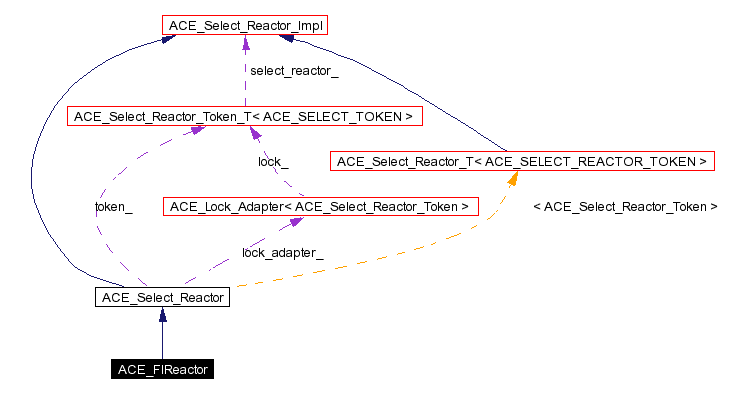 ACE_Select_Reactor_Impl
select_reactor_
ACE_Select_Reactor_Token_T< ACE_SELECT_TOKEN >
lock_
ACE_Select_Reactor_T< ACE_SELECT_REACTOR_TOKEN >
token_
ACE_Lock_Adapter< ACE_Select_Reactor_Token >
< ACE_Select_Reactor_Token >
lock_adapter_
ACE_Select_Reactor
ACE_FlReactor